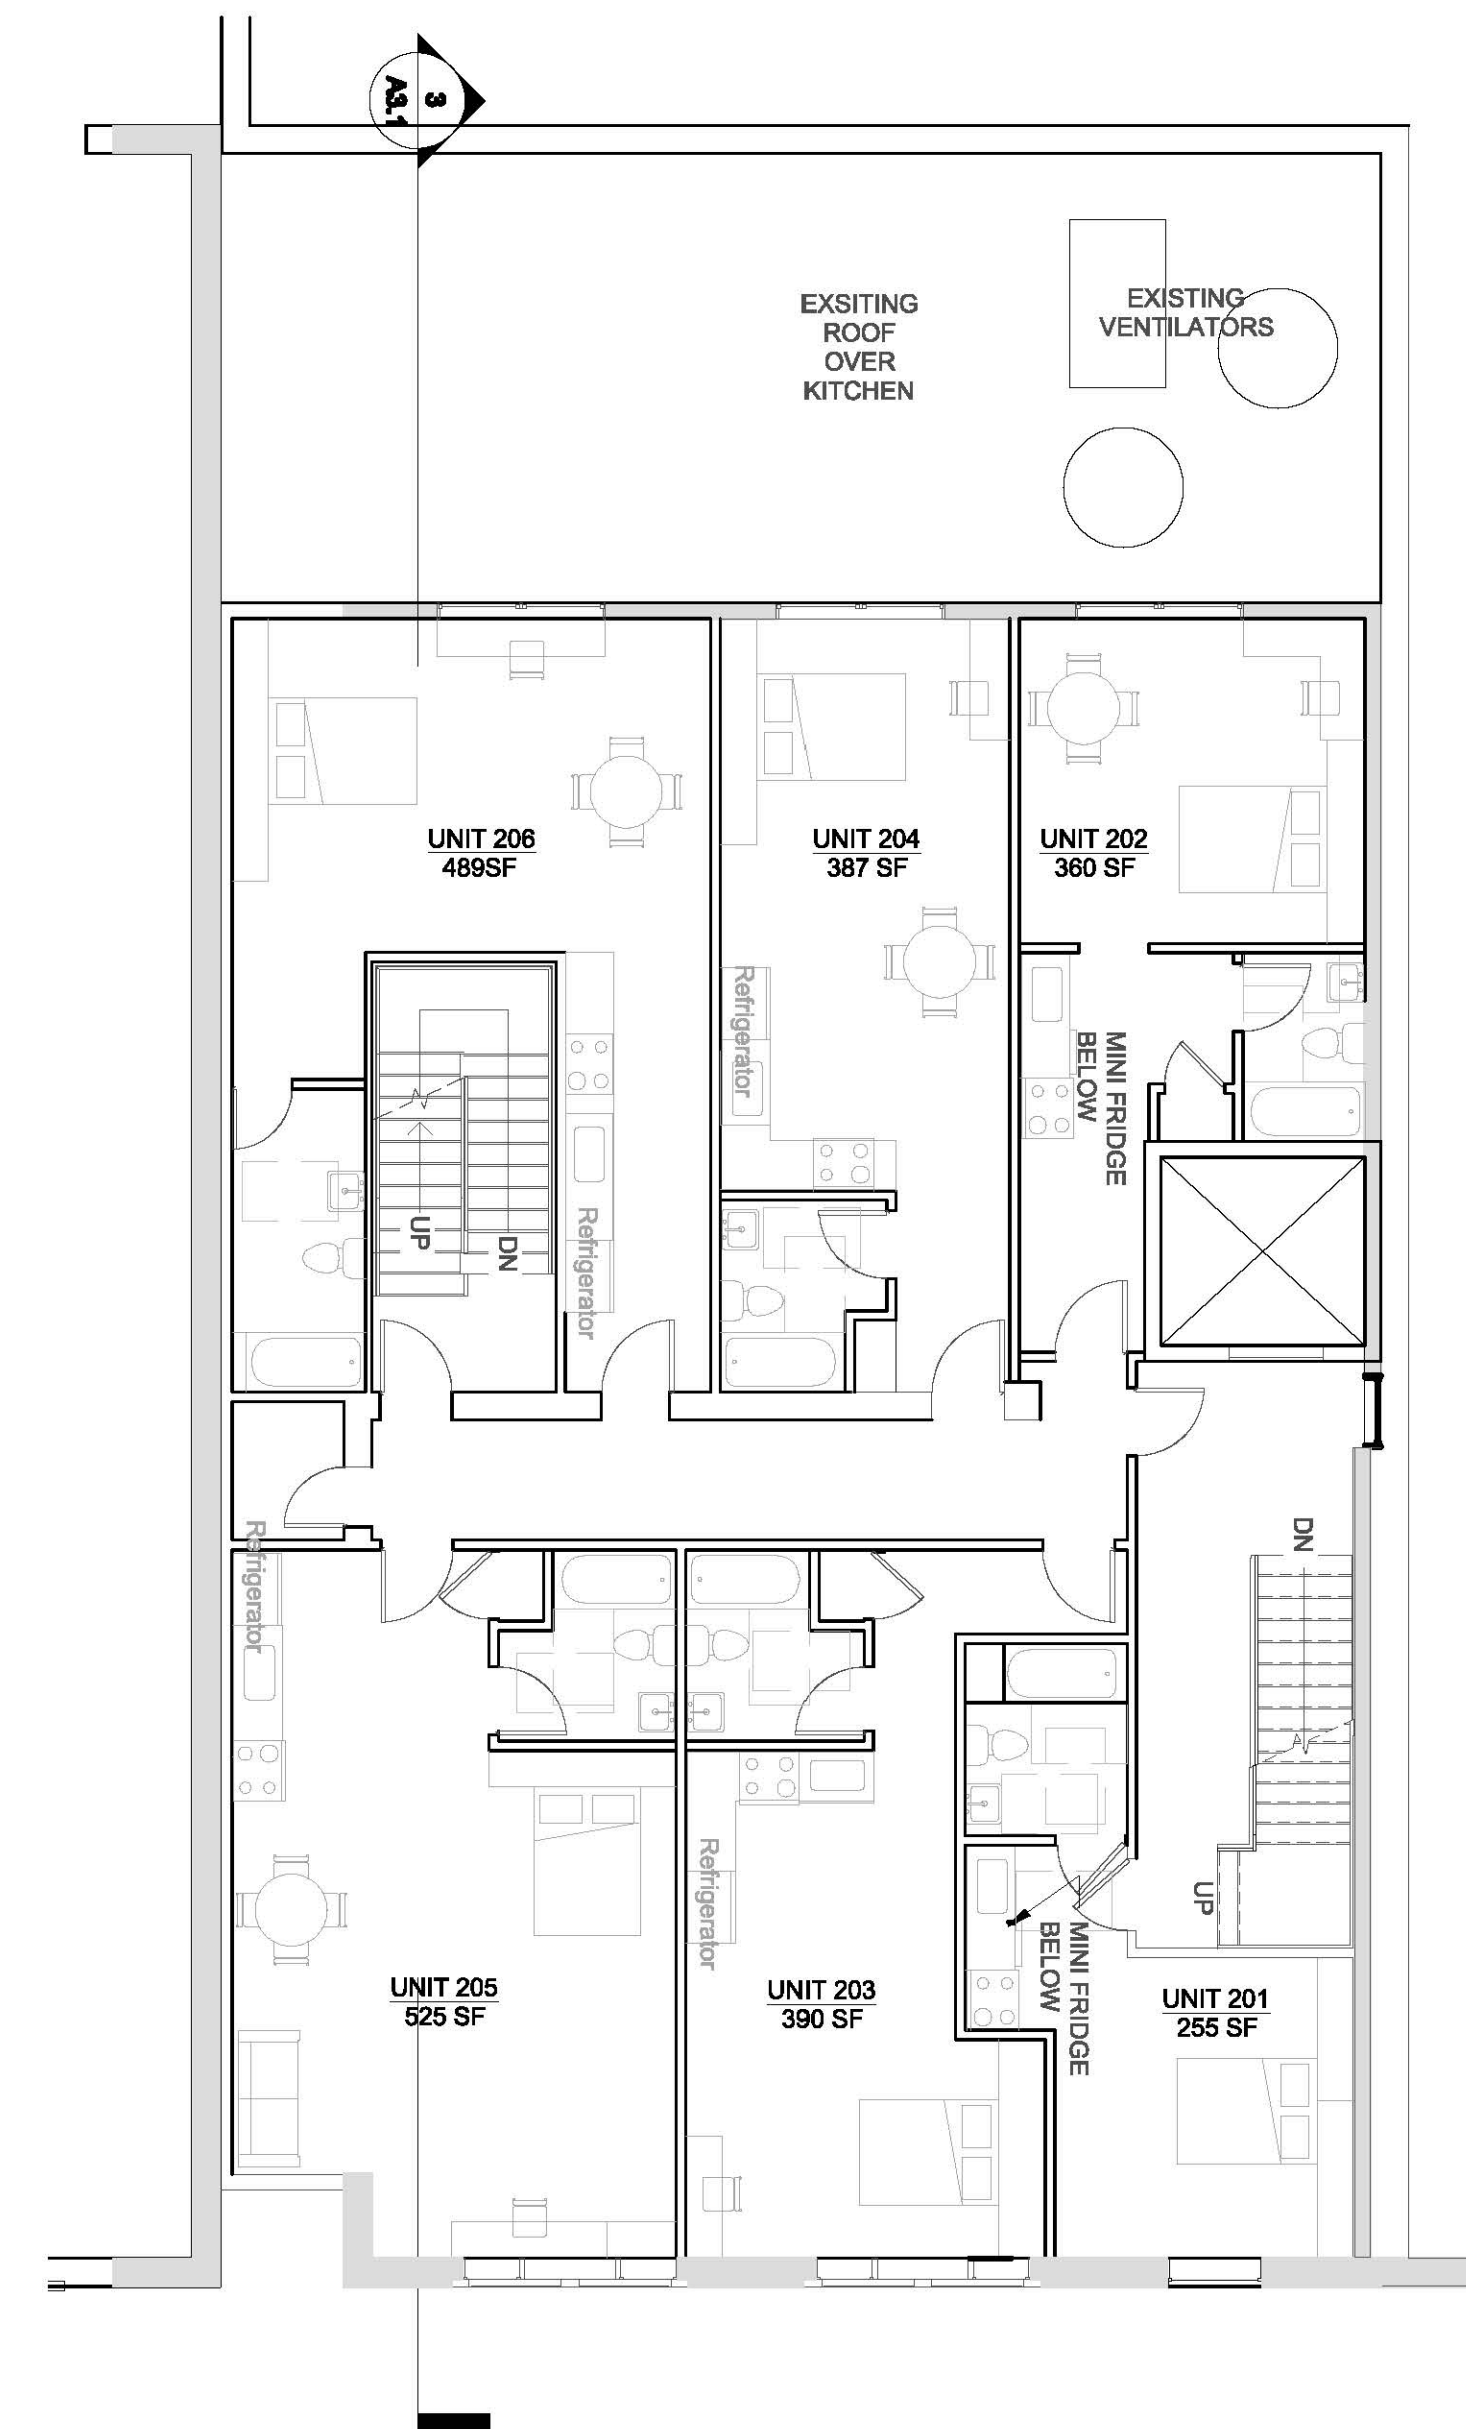 3
A3.1
EXSITING
ROOF
OVER
KITCHEN
EXISTING
VENTILATORS
UNIT 206
489SF
UNIT 204
387 SF
UNIT 202
360 SF
Refrigerator
MINI FRIDGE
BELOW
UP
DN
Refrigerator
Refrigerator
DN
UP
Refrigerator
MINI FRIDGE
BELOW
UNIT 205
525 SF
UNIT 203
390 SF
UNIT 201
255 SF